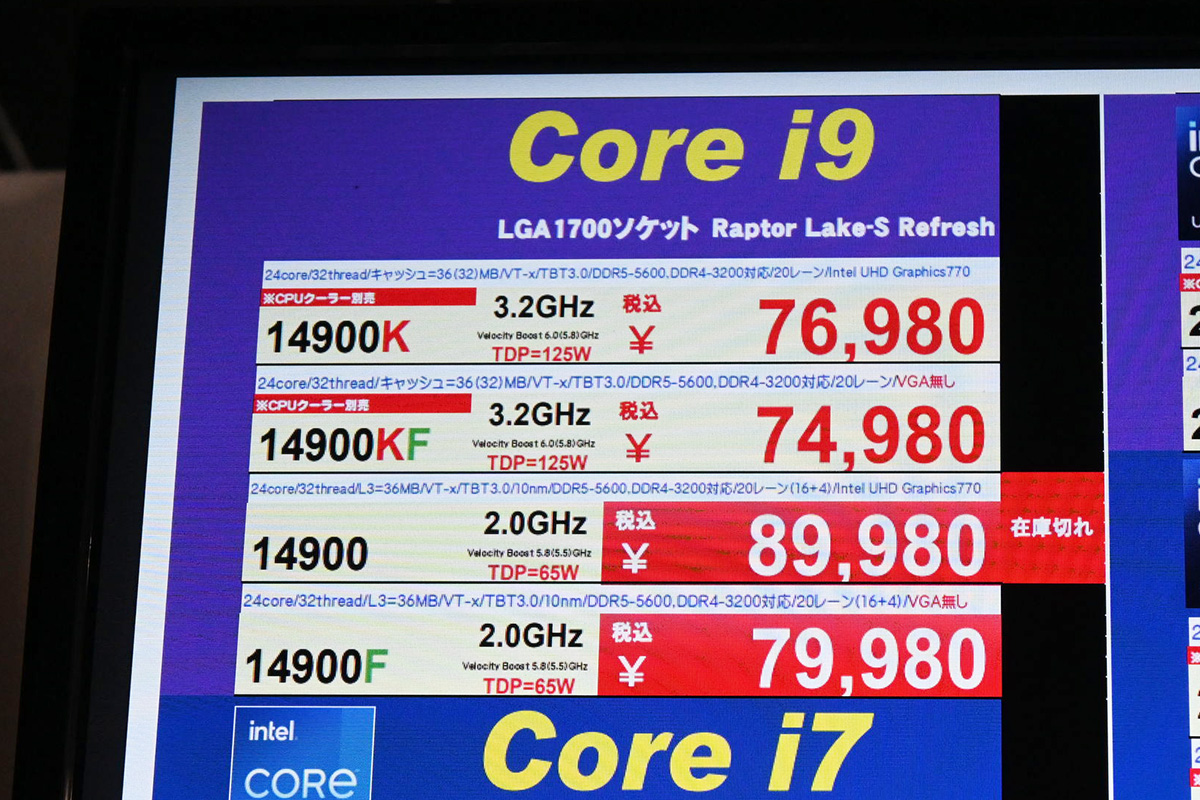 Core i9
LGA1700ソケット Raptor Lake-S Refresh
24core/32thread/キャッシュ=36(32)MB/VT-x/TBT3.0/DDR5-5600,DDR4-3200対応/20レーン/Intel UHD Graphics770
※CPUクーラー別売
14900K
3.2GHz
Velocity Boost 6.0(5.8)GHz
TDP=125W
税込
¥ 76,980
24core/32thread/キャッシュ=36(32)MB/VT-x/TBT3.0/DDR5-5600,DDR4-3200対応/20レーン/VGA無し
※CPUクーラー別売
14900KF
3.2GHz
Velocity Boost 6.0(5.8)GHz
TDP=125W
税込
¥ 74,980
24core/32thread/L3=36MB/VT-x/TBT3.0/10nm/DDR5-5600,DDR4-3200対応/20レーン(16+4)/Intel UHD Graphics770
14900
2.0GHz
Velocity Boost 5.8(5.5)GHz
TDP=65W
税込
¥ 89,980
在庫切れ
24core/32thread/L3=36MB/VT-x/TBT3.0/10nm/DDR5-5600,DDR4-3200対応/20レーン(16+4)/VGA無し
14900F
2.0GHz
Velocity Boost 5.8(5.5)GHz
TDP=65W
税込
¥ 79,980
intel
CORE
Core i7